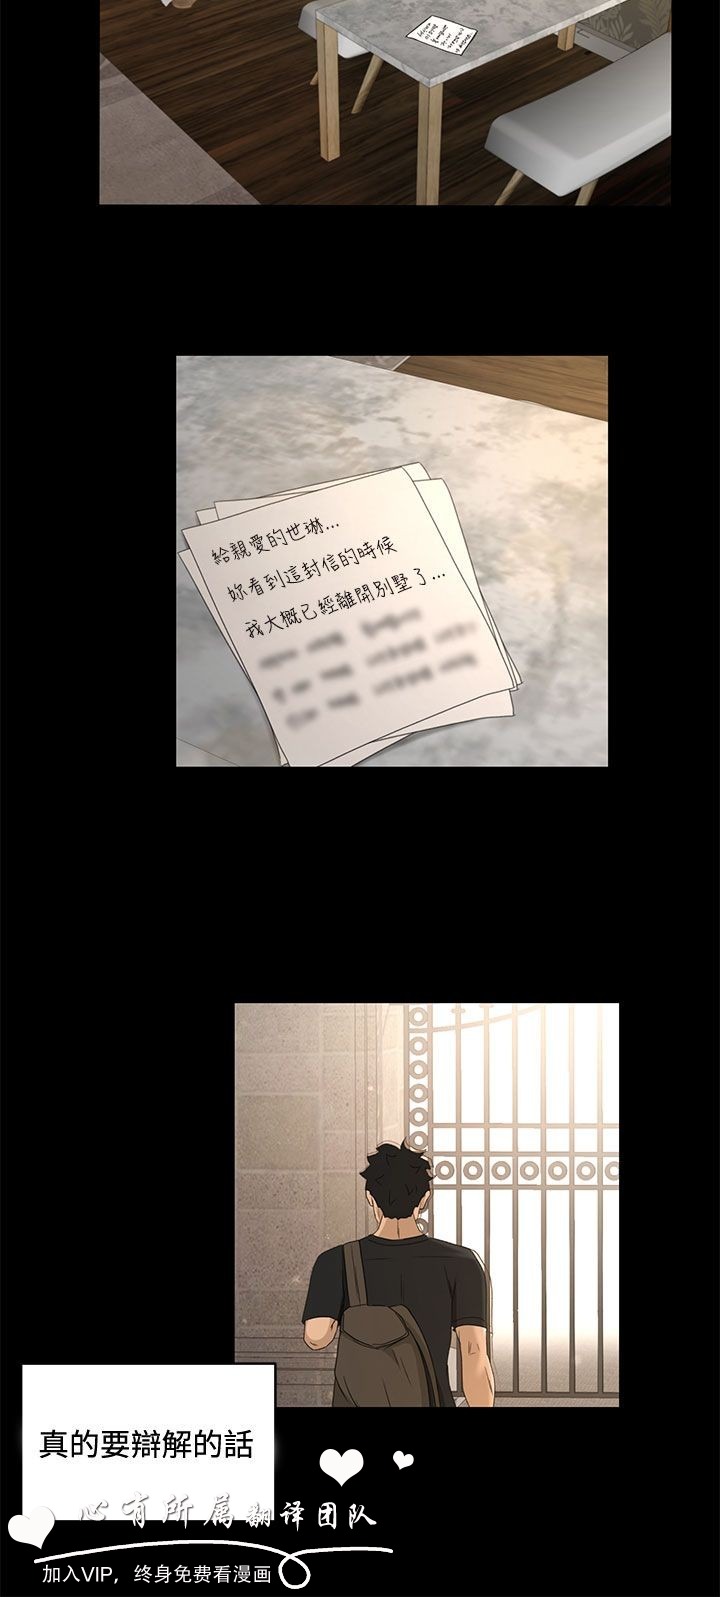 給親愛的世琳...
妳看到這封信的時候
我大概已經離開別墅了...
真的要辯解的話
心有所属翻译团队
加入VIP，终身免费看漫画